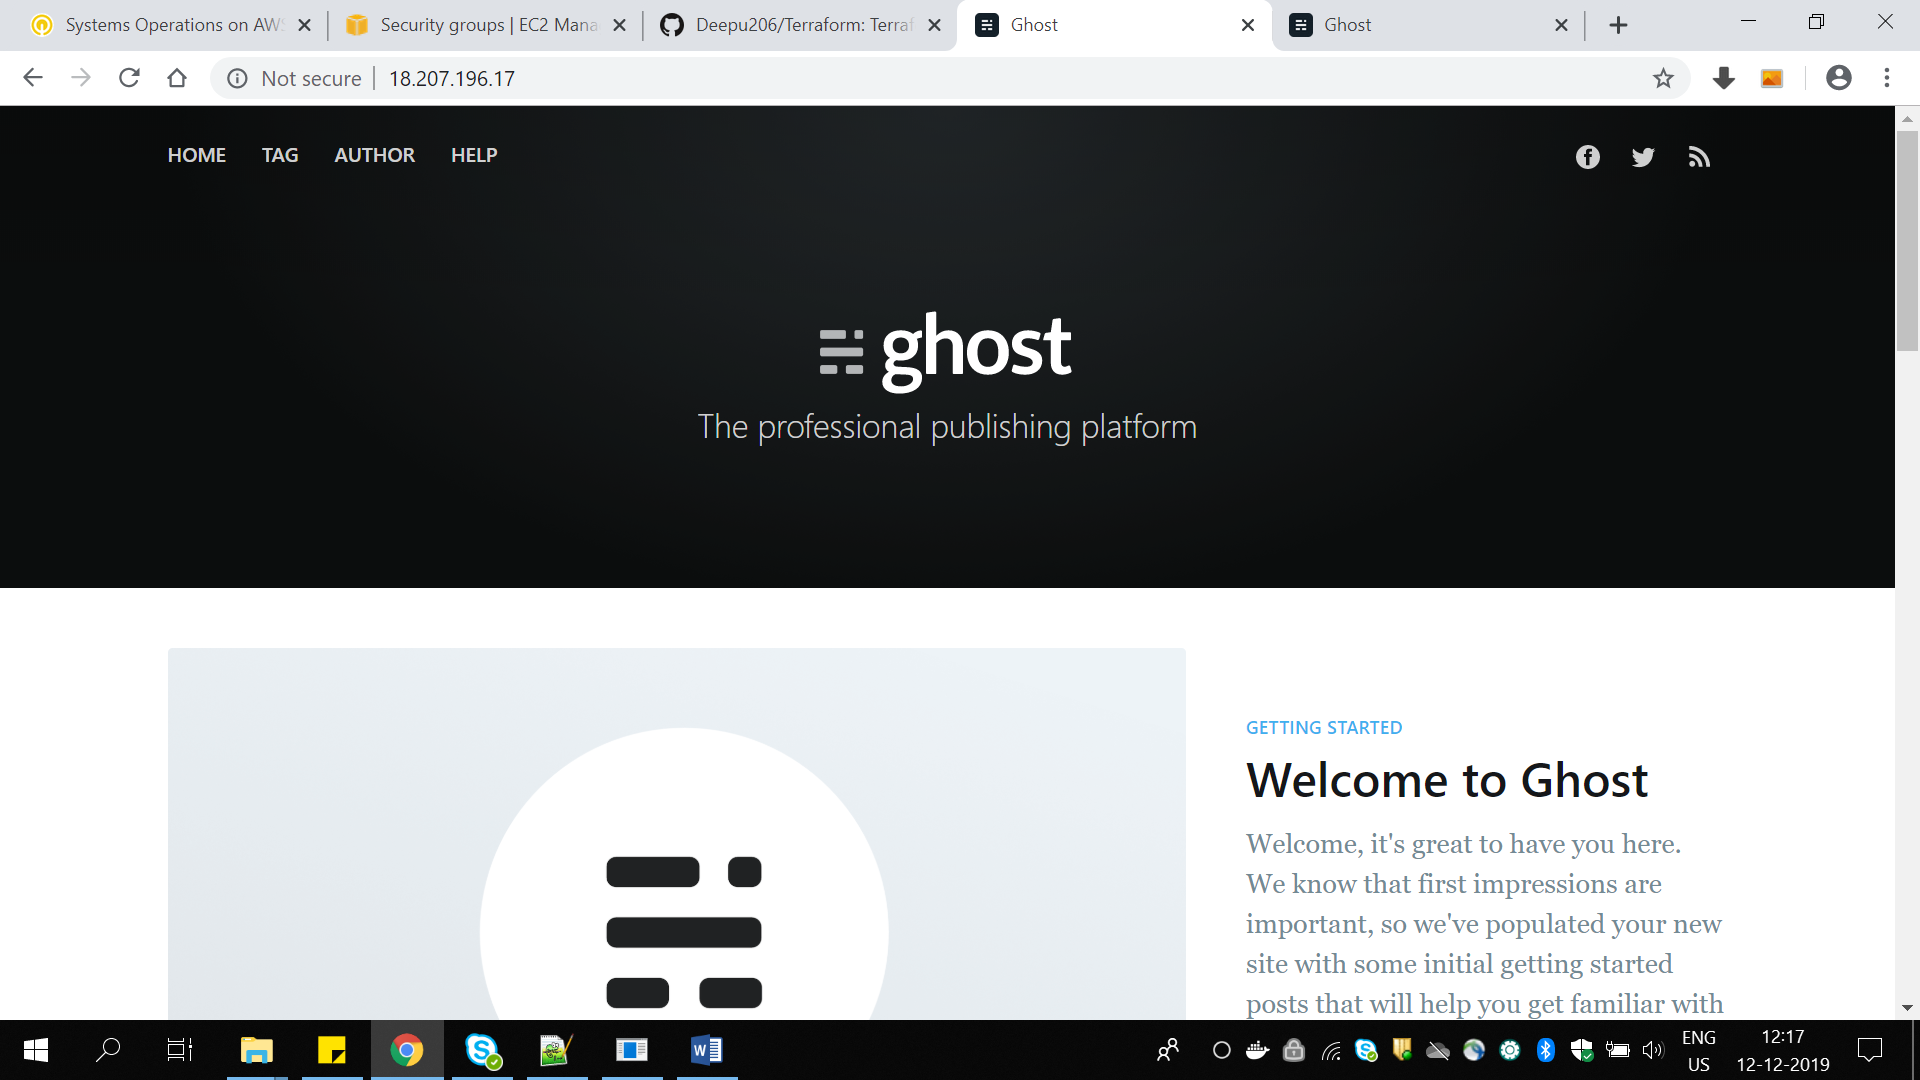 Systems Operations on AWS
Security groups | EC2 Mana
Deepu206/Terraform: Terraf
Ghost
Ghost
Not secure
18.207.196.17
HOME
TAG
AUTHOR
HELP
ghost
The professional publishing platform
GETTING STARTED
Welcome to Ghost
Welcome, it's great to have you here.
We know that first impressions are
important, so we've populated your new
site with some initial getting started
posts that will help you get familiar with
ENG
US
12:17
12-12-2019